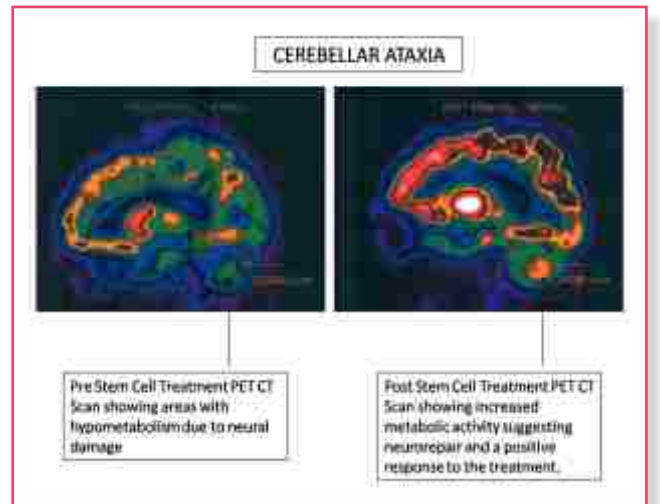 CEREBELLAR ATAXIA
Pre Stem Cell Treatment PET CT
Scan showing areas with
hypometabolism due to neural
damage
Post Stem Cell Treatment PET CT
Scan showing increased
metabolic activity suggesting
neurorepair and a positive
response to the treatment.